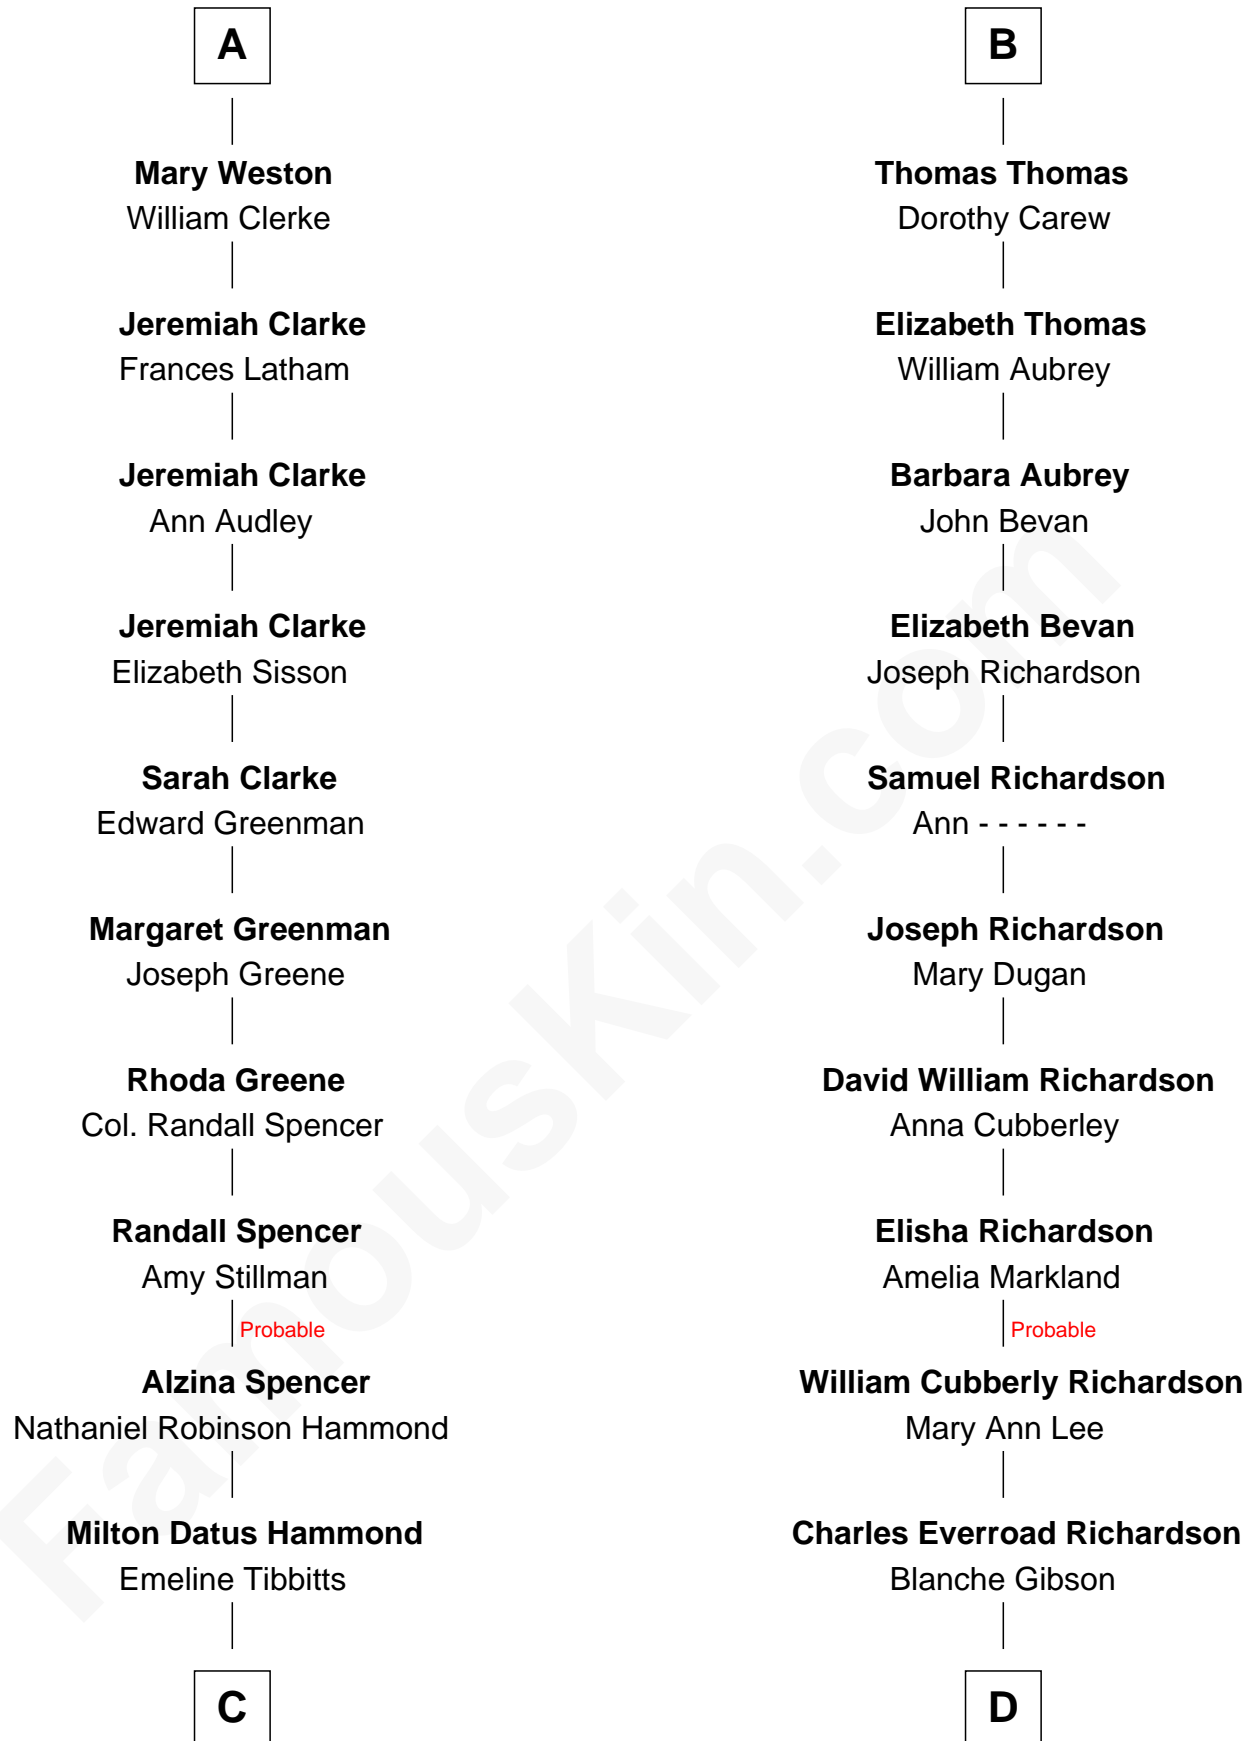 A
Mary Weston
William Clerke
Jeremiah Clarke
Frances Latham
Jeremiah Clarke
Ann Audley
Jeremiah Clarke
Elizabeth Sisson
Sarah Clarke
Edward Greenman
Margaret Greenman
Joseph Greene
Rhoda Greene
Col. Randall Spencer
Randall Spencer
Amy Stillman
Probable
Alzina Spencer
Nathaniel Robinson Hammond
Milton Datus Hammond
Emeline Tibbitts
C
B
Thomas Thomas
Dorothy Carew
Elizabeth Thomas
William Aubrey
Barbara Aubrey
John Bevan
Elizabeth Bevan
Joseph Richardson
Samuel Richardson
Ann - - - - - -
Joseph Richardson
Mary Dugan
David William Richardson
Anna Cubberley
Elisha Richardson
Amelia Markland
Probable
William Cubberly Richardson
Mary Ann Lee
Charles Everroad Richardson
Blanche Gibson
D
FamousKin.com